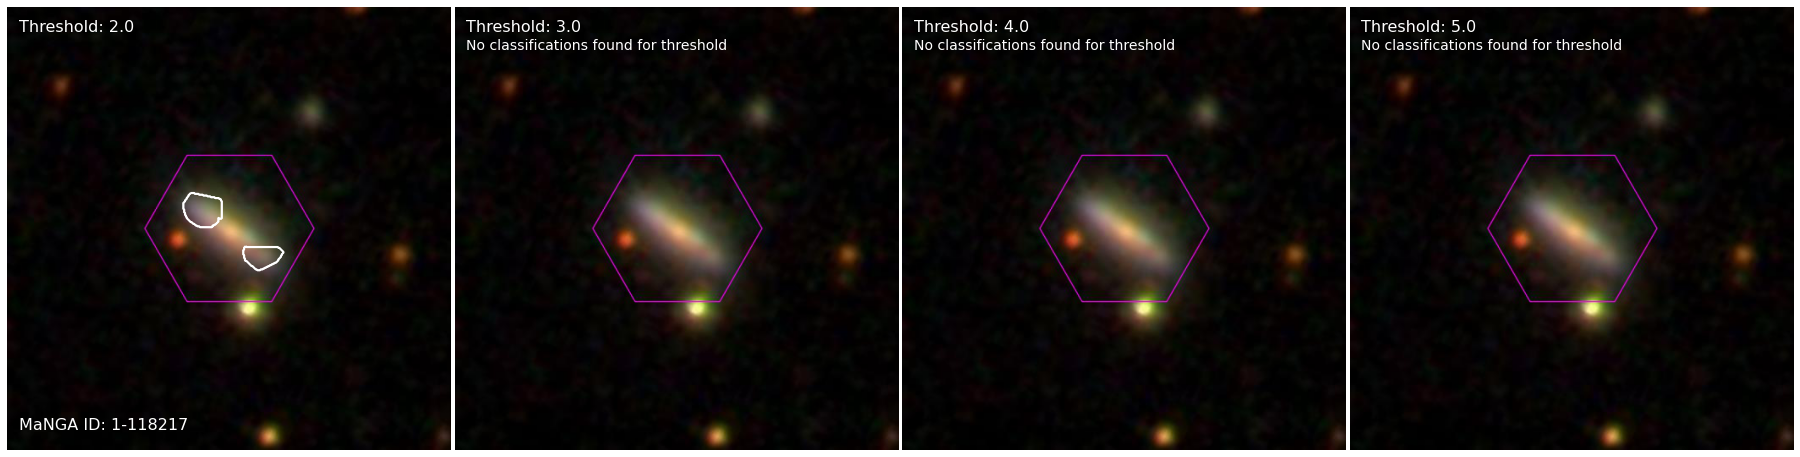 Threshold: 2.0
MaNGA ID: 1-118217
Threshold: 3.0
No classifications found for threshold
Threshold: 4.0
No classifications found for threshold
Threshold: 5.0
No classifications found for threshold